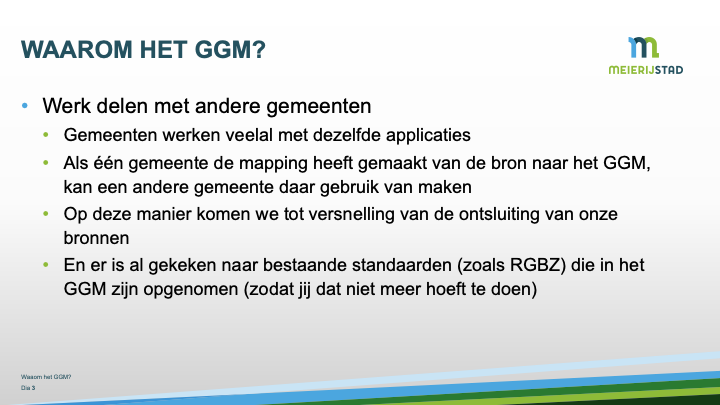 WAAROM HET GGM?
MEIERIJSTAD
• Werk delen met andere gemeenten
• Gemeenten werken veelal met dezelfde applicaties
• Als één gemeente de mapping heeft gemaakt van de bron naar het GGM,
kan een andere gemeente daar gebruik van maken
• Op deze manier komen we tot versnelling van de ontsluiting van onze
bronnen
• En er is al gekeken naar bestaande standaarden (zoals RGBZ) die in het
GGM zijn opgenomen (zodat jij dat niet meer hoeft te doen)
Waaom het GGM?
Dia 3